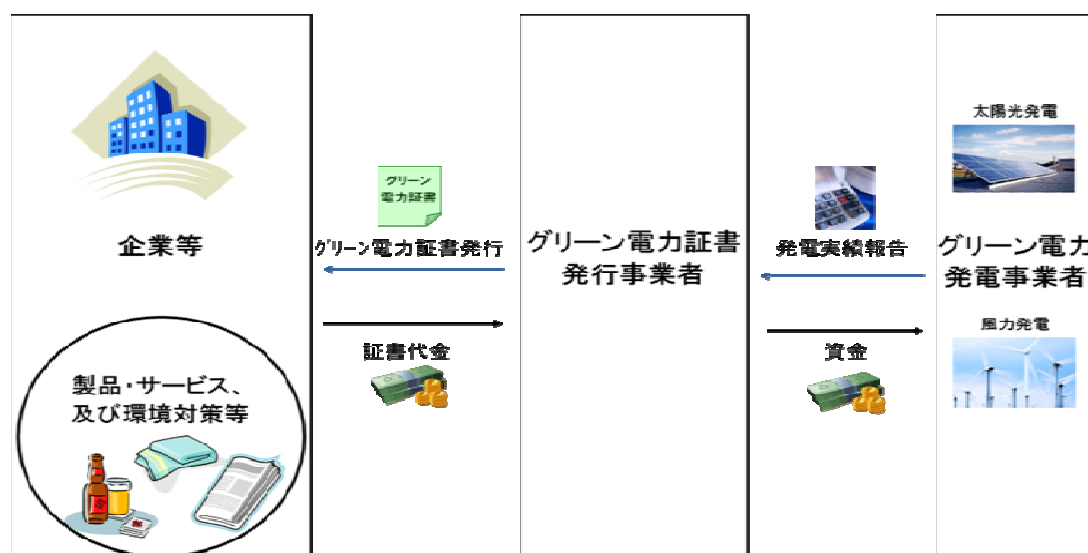 企業等
製品・サービス、
及び環境対策等
グリーン
電力証書
グリーン電力証書発行
証書代金
グリーン電力証書
発行事業者
発電実績報告
資金
太陽光発電
グリーン電力
発電事業者
風力発電